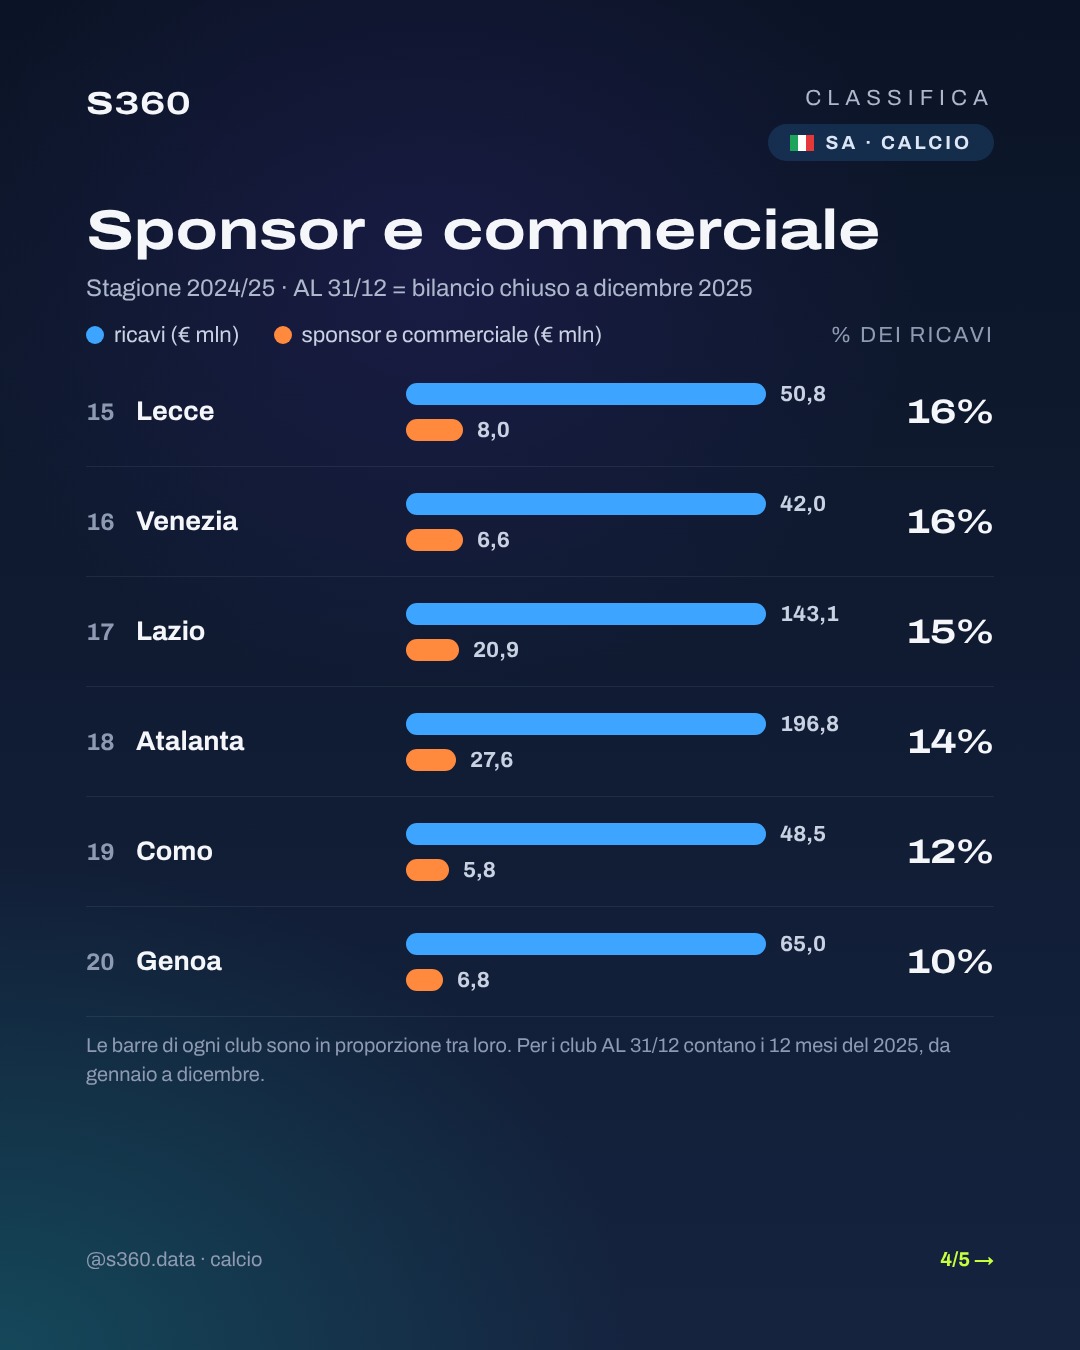 S360
CLASSIFICA
SA · CALCIO
Sponsor e commerciale
Stagione 2024/25 · AL 31/12 = bilancio chiuso a dicembre 2025
ricavi (€ mln) sponsor e commerciale (€ mln) % DEI RICAVI
15 Lecce 50,8 8,0 16%
16 Venezia 42,0 6,6 16%
17 Lazio 143,1 20,9 15%
18 Atalanta 196,8 27,6 14%
19 Como 48,5 5,8 12%
20 Genoa 65,0 6,8 10%
Le barre di ogni club sono in proporzione tra loro. Per i club AL 31/12 contano i 12 mesi del 2025, da
gennaio a dicembre.
@s360.data · calcio 4/5 →